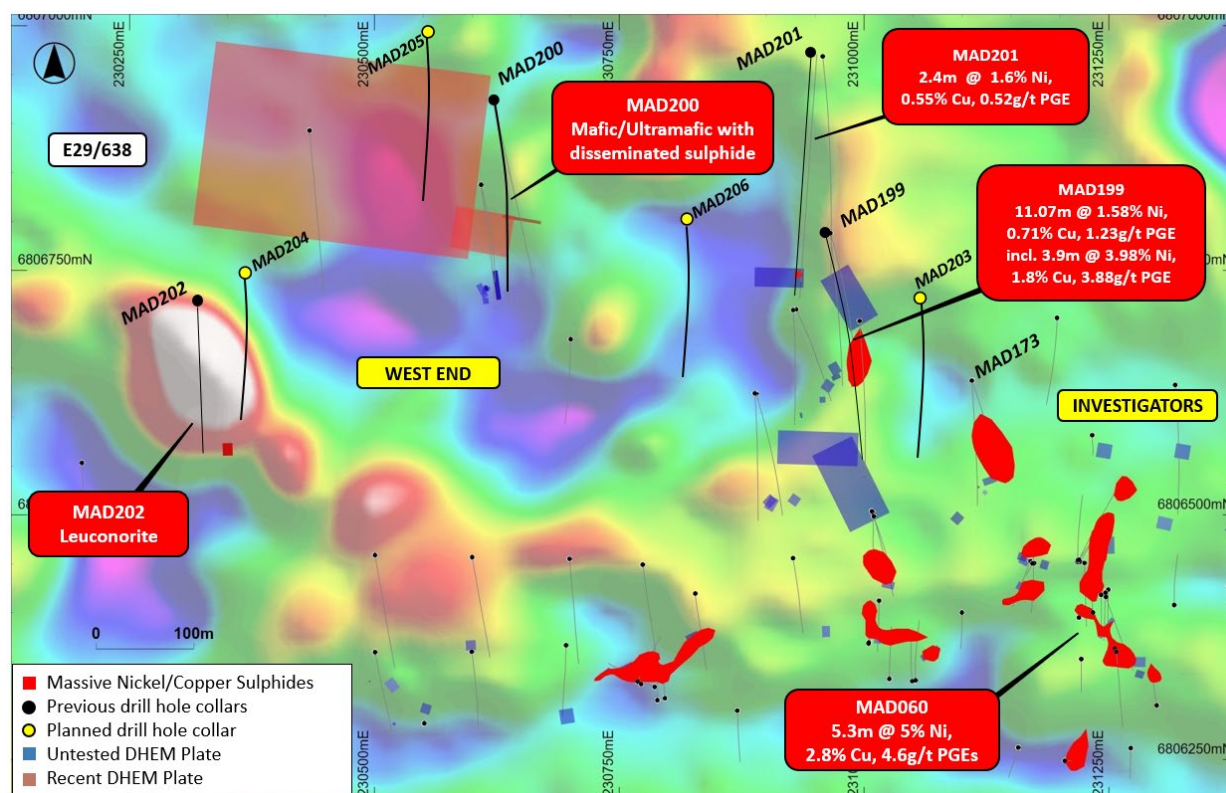 6807000mN
6807000mN
230250mE
230500mE
230750mE
231000mE
231250mE
MAD205
MAD200
MAD201
MAD201
2.4m @ 1.6% Ni,
0.55% Cu, 0.52g/t PGE
MAD200
Mafic/Ultramafic with
disseminated sulphide
E29/638
MAD206
MAD199
MAD199
11.07m @ 1.58% Ni,
0.71% Cu, 1.23g/t PGE
incl. 3.9m @ 3.98% Ni,
1.8% Cu, 3.88g/t PGE
MAD204
6806750mN
MAD203
MAD202
MAD173
WEST END
INVESTIGATORS
MAD202
Leuconorite
6806500mN
0 100m
Massive Nickel/Copper Sulphides
Previous drill hole collars
Planned drill hole collar
Untested DHEM Plate
Recent DHEM Plate
MAD060
5.3m @ 5% Ni,
2.8% Cu, 4.6g/t PGEs
230500mE
230750mE
231250mE
6806250mN